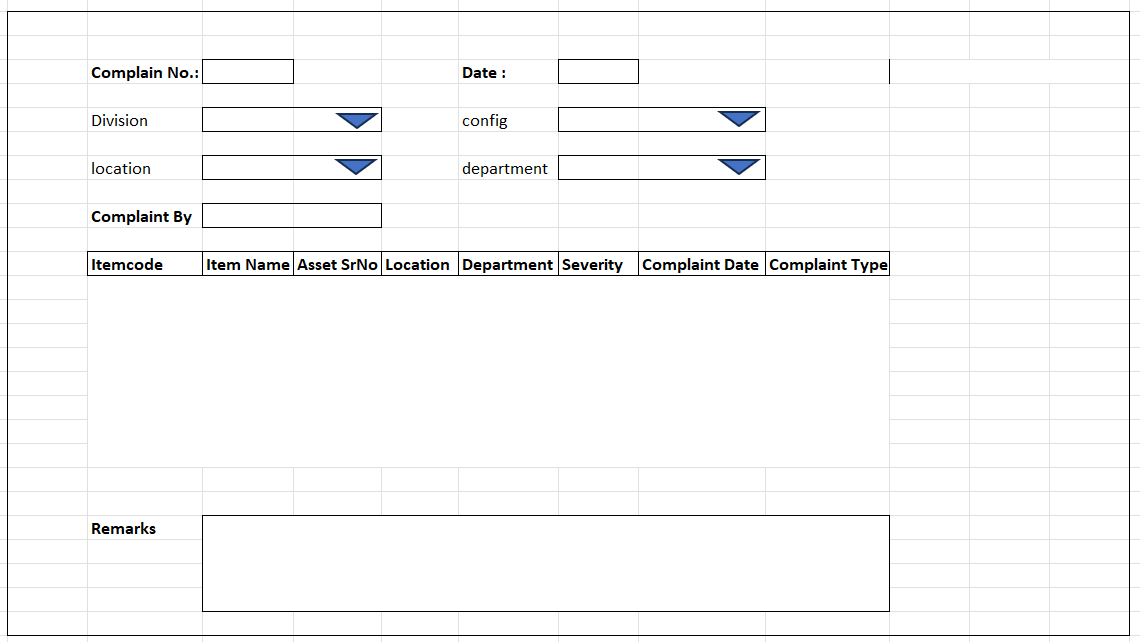 Complain No.: Date :
Division config
location department
Complaint By
Itemcode Item Name Asset SrNo Location Department Severity Complaint Date Complaint Type
Remarks